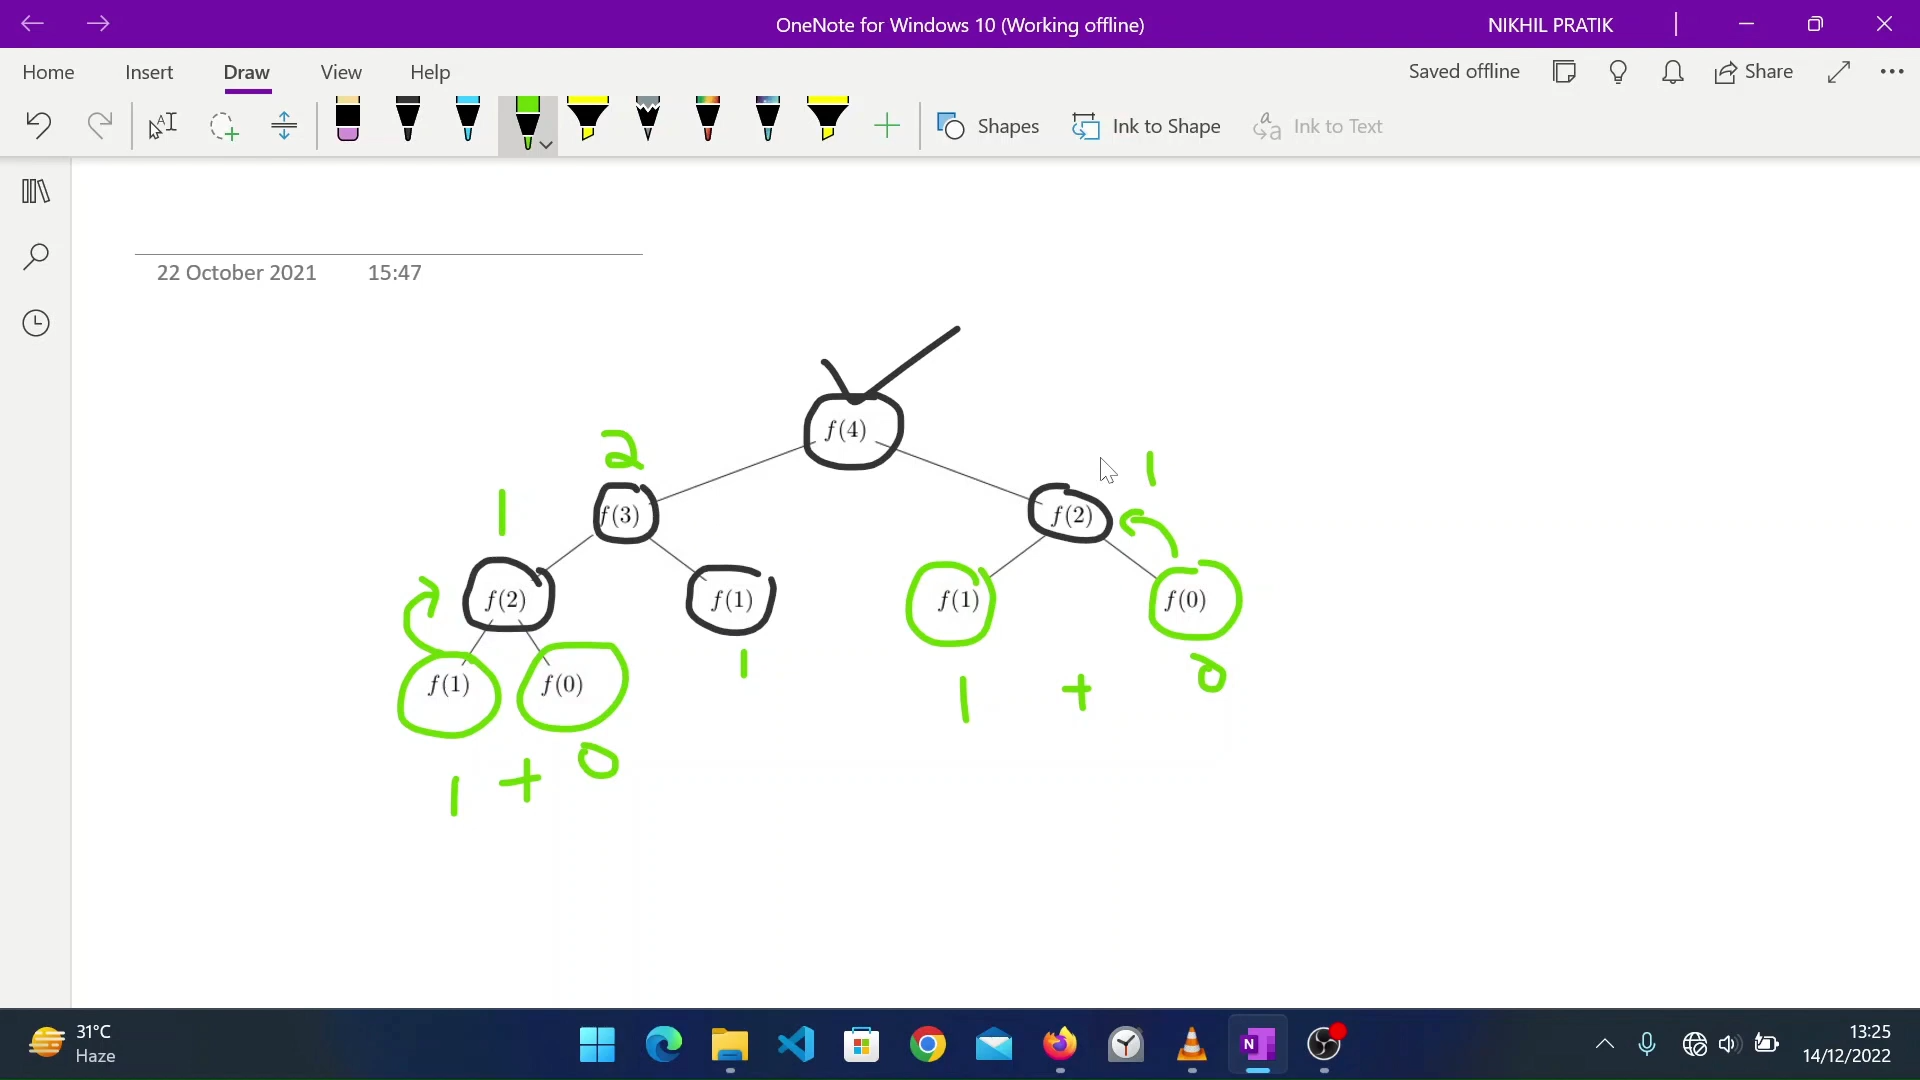 OneNote for Windows 10 (Working offline)
NIKHIL PRATIK
Home Insert Draw View Help
Saved offline Share
Shapes Ink to Shape Ink to Text
22 October 2021 15:47
f(4)
2 1
1 f(3) f(2)
f(2) f(1) f(1) f(0)
f(1) f(0) 1 1 + 0
1 + 0
31°C
Haze
13:25
14/12/2022